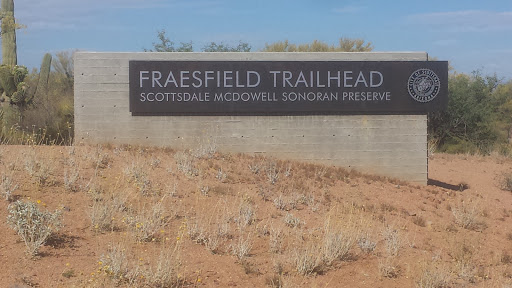 FRAESFIELD TRAILHEAD
SCOTTSDALE MCDOWELL SONORAN PRESERVE